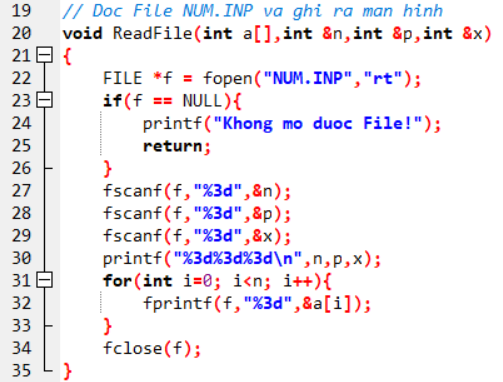 19 // Doc File NUM.INP va ghi ra man hinh
20 void ReadFile(int a[],int &n,int &p,int &x)
21 {
22 FILE *f = fopen("NUM.INP","rt");
23 if(f == NULL){
24 printf("Khong mo duoc File!");
25 return;
26 }
27 fscanf(f,"%3d",&n);
28 fscanf(f,"%3d",&p);
29 fscanf(f,"%3d",&x);
30 printf("%3d%3d%3d\n",n,p,x);
31 for(int i=0; i<n; i++){
32 fprintf(f,"%3d",&a[i]);
33 }
34 fclose(f);
35 }